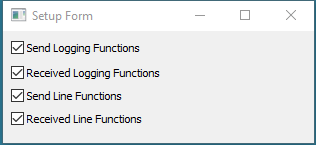 Setup Form
Send Logging Functions
Received Logging Functions
Send Line Functions
Received Line Functions